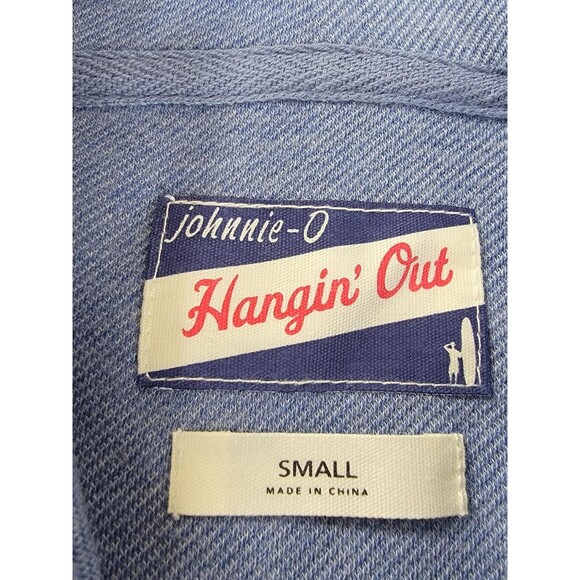 johnnie-O
Hangin' Out
SMALL
MADE IN CHINA